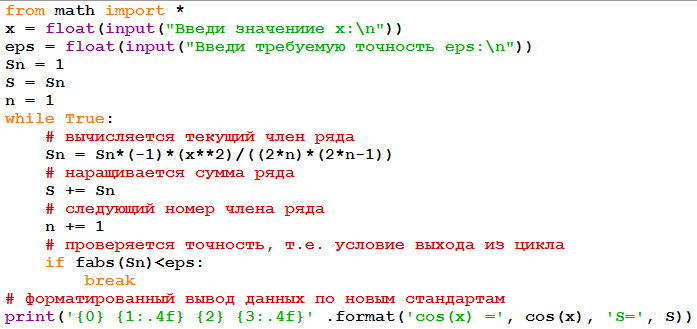 from math import *
x = float(input("Введи значениие x:\n"))
eps = float(input("Введи требуемую точность eps:\n"))
Sn = 1
S = Sn
n = 1
while True:
    # вычисляется текущий член ряда
    Sn = Sn*(-1)*(x**2)/((2*n)*(2*n-1))
    # наращивается сумма ряда
    S += Sn
    # следующий номер члена ряда
    n += 1
    # проверяется точность, т.е. условие выхода из цикла
    if fabs(Sn)<eps:
        break
# форматированный вывод данных по новым стандартам
print('{0} {1:.4f} {2} {3:.4f}' .format('cos(x) =', cos(x), 'S=', S))